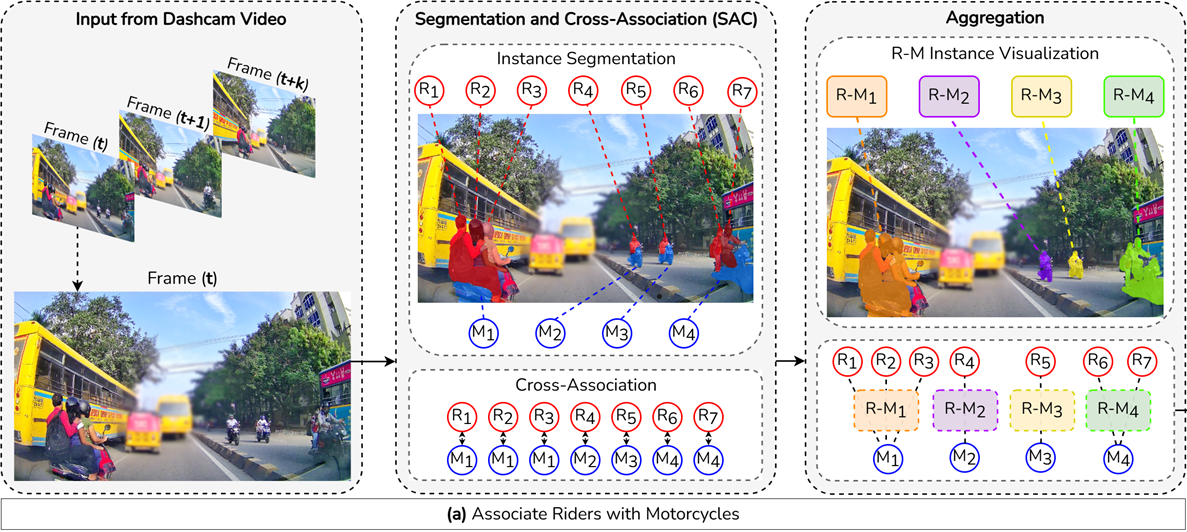 Input from Dashcam Video
Frame (t+k)
Frame (t+1)
Frame (t)
Frame (t)
Segmentation and Cross-Association (SAC)
Instance Segmentation
R1 R2 R3 R4 R5 R6 R7
M1 M2 M3 M4
Cross-Association
R1 R2 R3 R4 R5 R6 R7
M1 M1 M1 M2 M3 M4 M4
Aggregation
R-M Instance Visualization
R-M1 R-M2 R-M3 R-M4
R1 R2 R3 R4 R5 R6 R7
R-M1 R-M2 R-M3 R-M4
M1 M2 M3 M4
(a) Associate Riders with Motorcycles